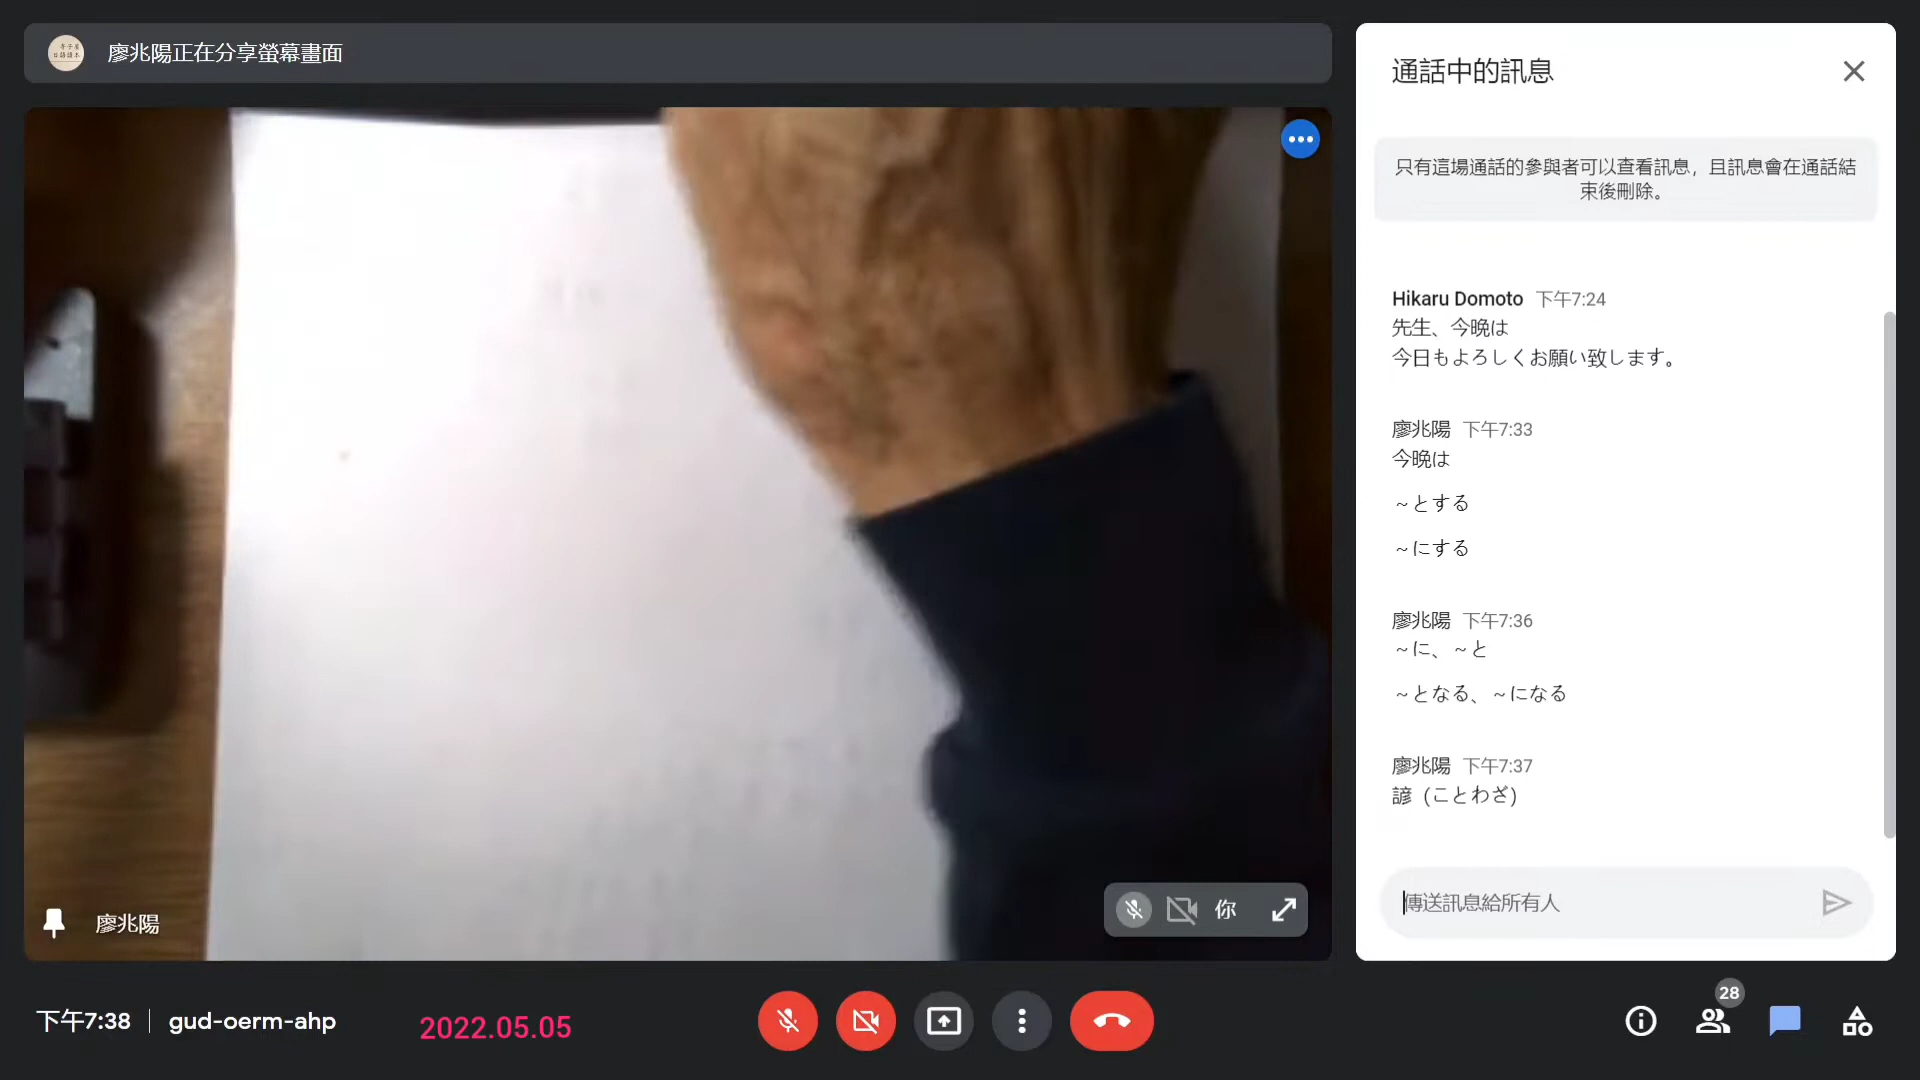 廖兆陽正在分享螢幕畫面
廖兆陽
你
通話中的訊息
只有這場通話的參與者可以查看訊息，且訊息會在通話結
束後刪除。
Hikaru Domoto 下午7:24
先生、今晩は
今日もよろしくお願い致します。
廖兆陽 下午7:33
今晩は
～とする
～にする
廖兆陽 下午7:36
～に、～と
～となる、～になる
廖兆陽 下午7:37
諺（ことわざ）
傳送訊息給所有人
下午7:38
gud-oerm-ahp
2022.05.05
28